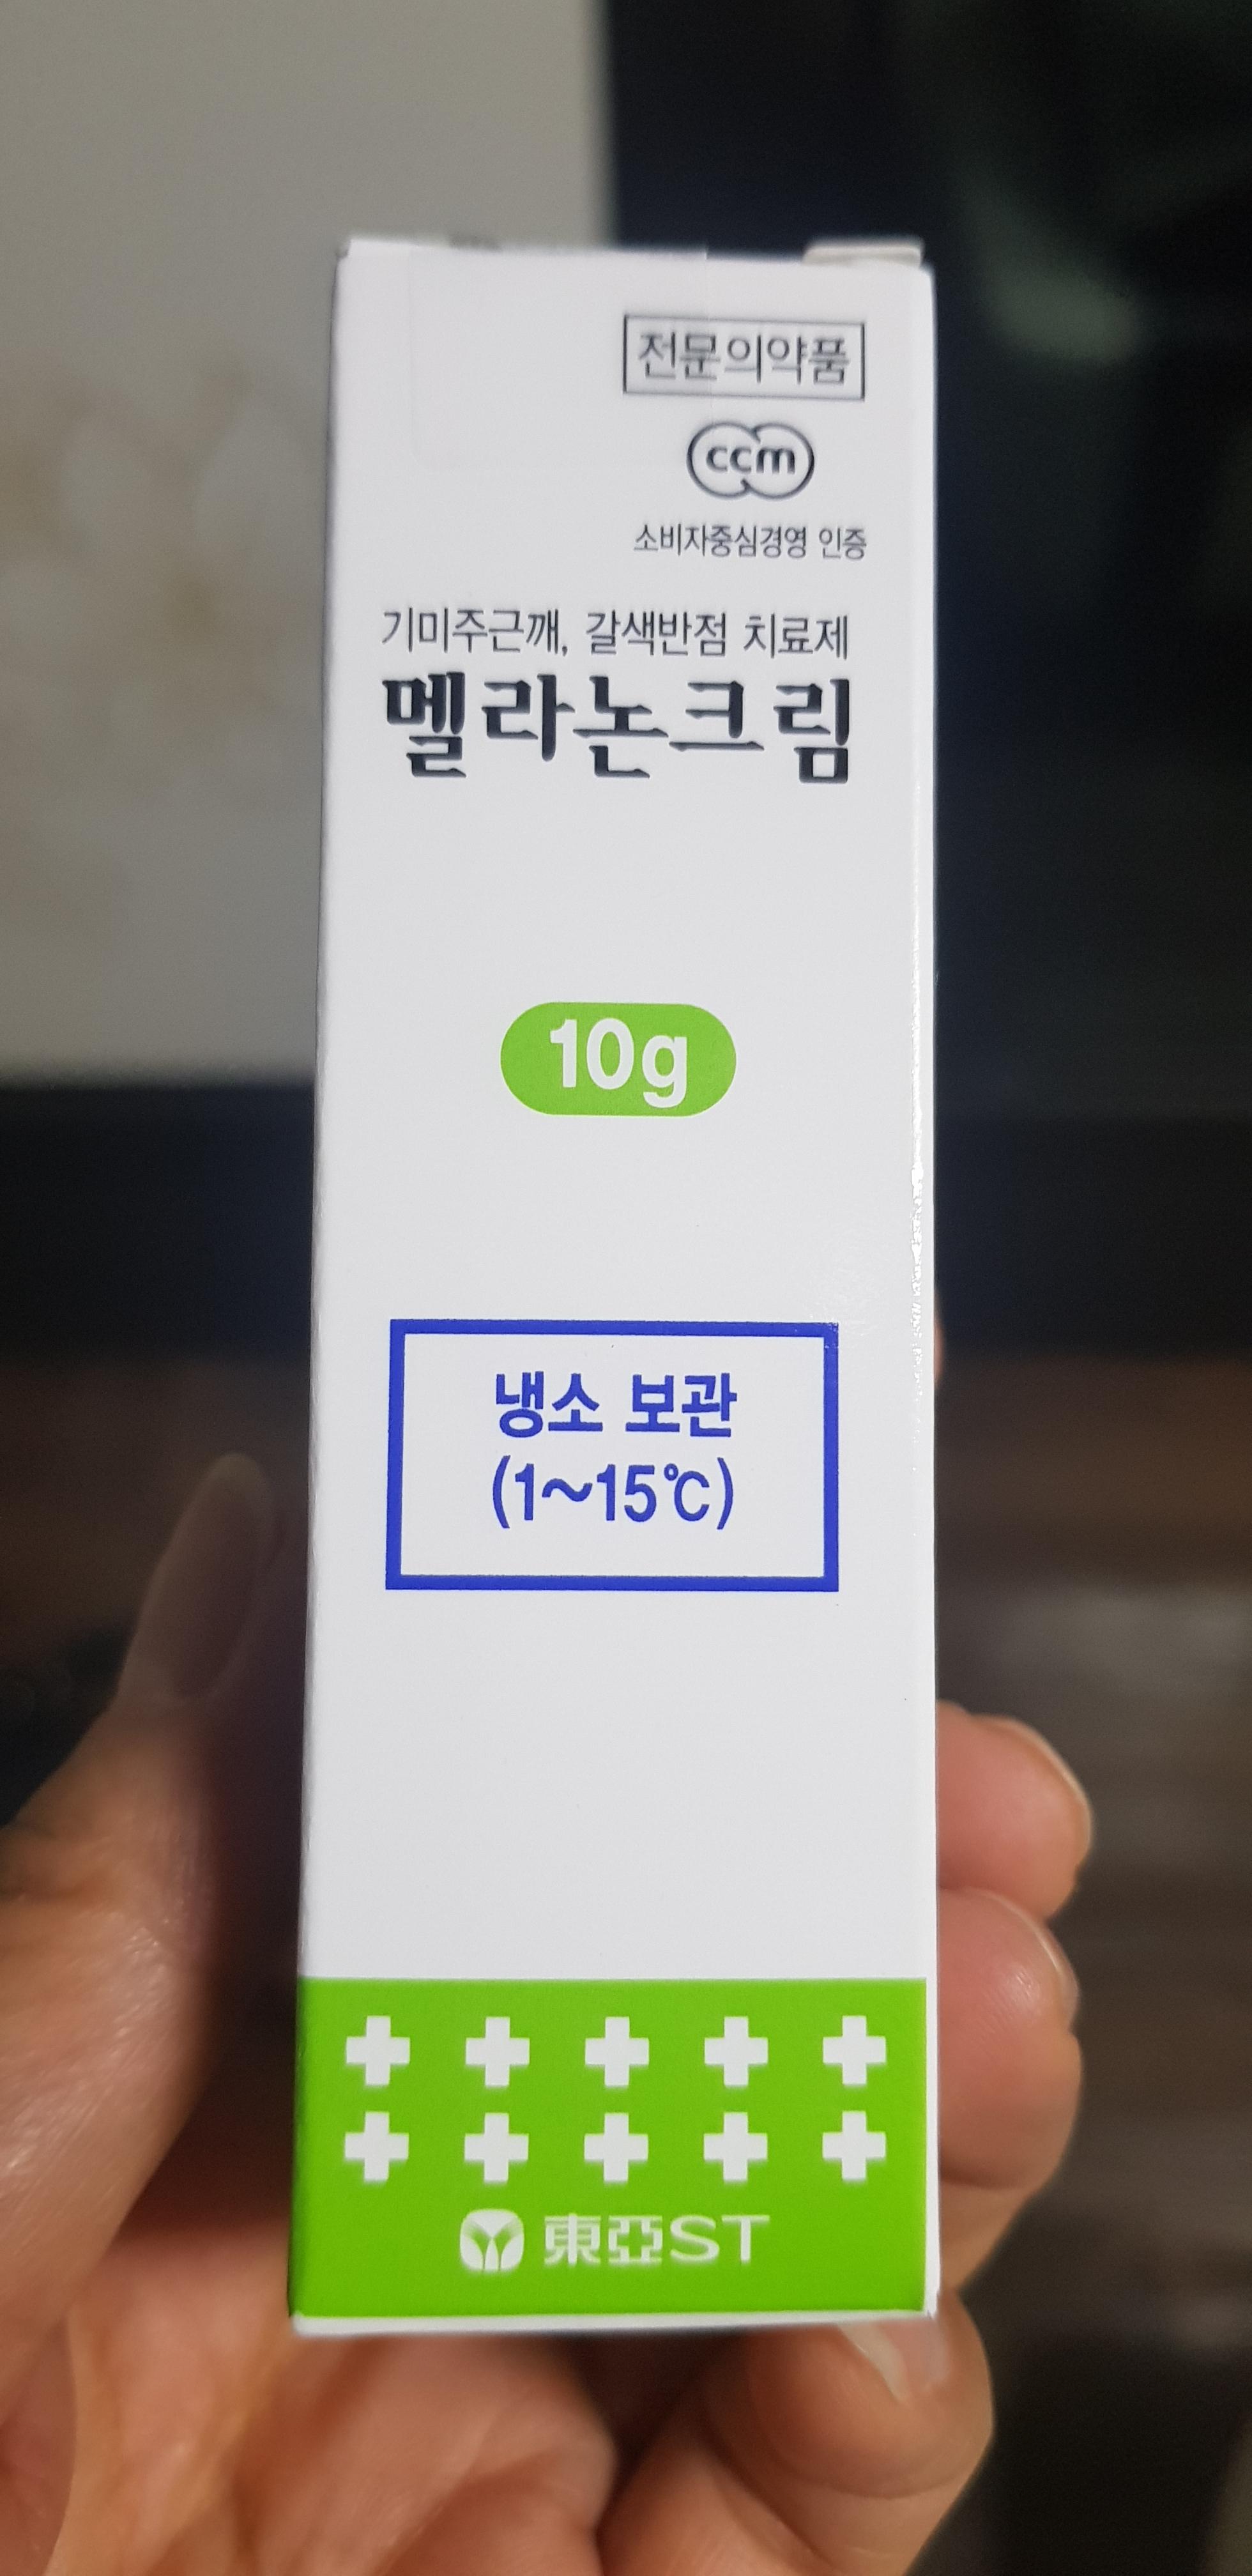 전문의약품
ccm
소비자중심경영 인증
기미주근깨, 갈색반점 치료제
멜라논크림
10g
냉소 보관
(1~15℃)
東亞ST